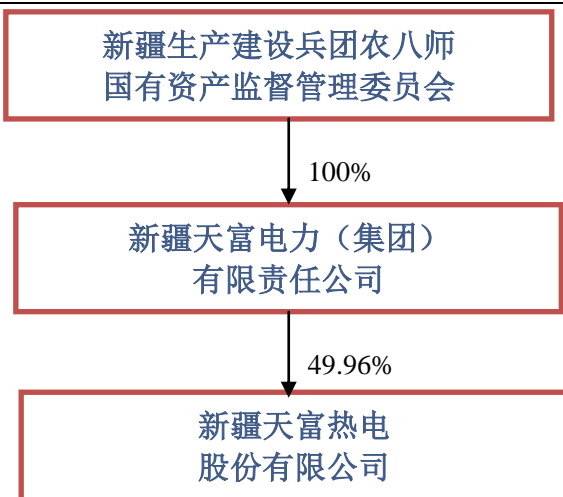 新疆生产建设兵团农八师
国有资产监督管理委员会
100%
新疆天富电力（集团）
有限责任公司
49.96%
新疆天富热电
股份有限公司